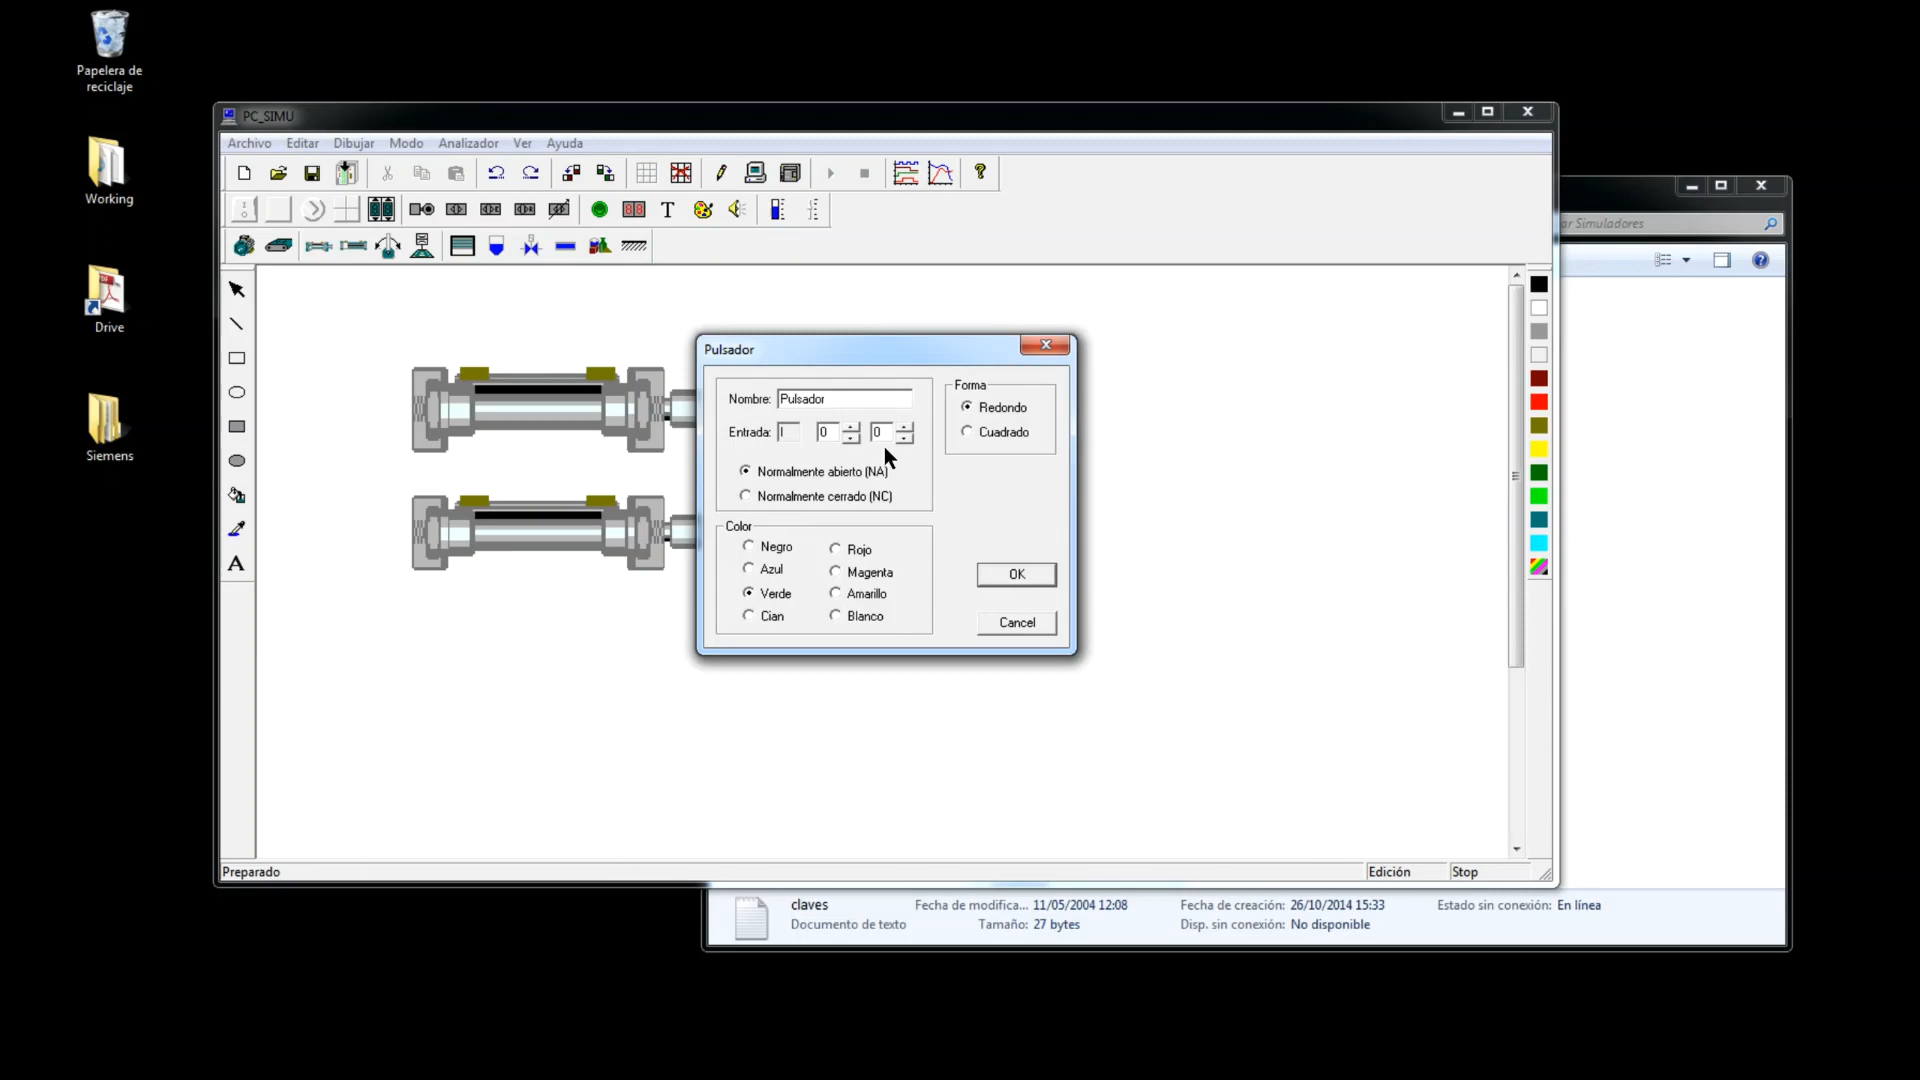 Papelera de
reciclaje
Working
Drive
Siemens
PC_SIMU
Archivo Editar Dibujar Modo Analizador Ver Ayuda
ar Simuladores
Pulsador
Nombre: Pulsador
Entrada: I 0 0
Normalmente abierto (NA)
Normalmente cerrado (NC)
Forma
Redondo
Cuadrado
Color
Negro Rojo
Azul Magenta
Verde Amarillo
Cian Blanco
OK
Cancel
Preparado Edición Stop
claves Fecha de modifica... 11/05/2004 12:08 Fecha de creación: 26/10/2014 15:33 Estado sin conexión: En línea
Documento de texto Tamaño: 27 bytes Disp. sin conexión: No disponible